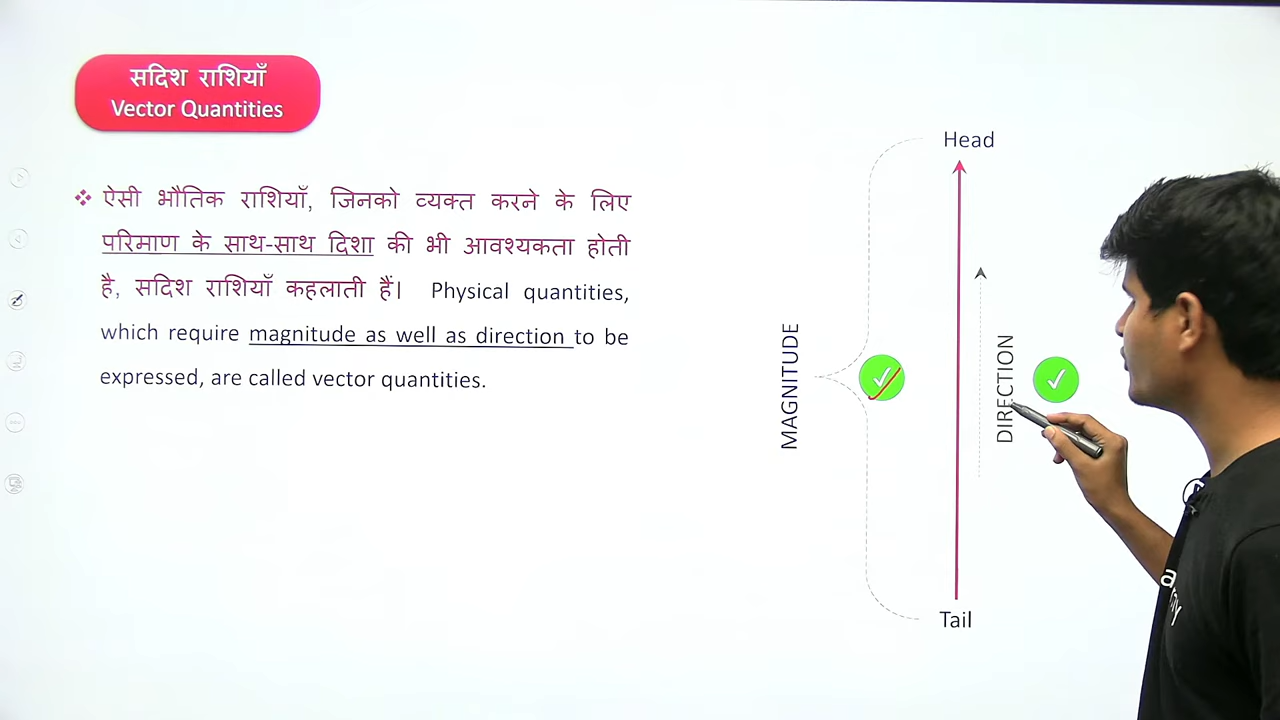 सदिश राशियाँ
Vector Quantities
❖ ऐसी भौतिक राशियाँ, जिनको व्यक्त करने के लिए
परिमाण के साथ-साथ दिशा की भी आवश्यकता होती
है, सदिश राशियाँ कहलाती हैं। Physical quantities,
which require magnitude as well as direction to be
expressed, are called vector quantities.
Head
MAGNITUDE
DIRECTION
Tail